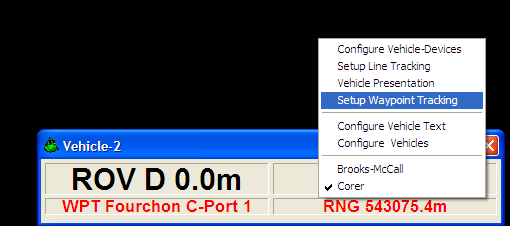 Configure Vehicle-Devices
Setup Line Tracking
Vehicle Presentation
Setup Waypoint Tracking
Configure Vehicle Text
Configure Vehicles
Brooks-McCall
Corer
Vehicle-2
ROV D 0.0m
WPT Fourchon C-Port 1
RNG 543075.4m